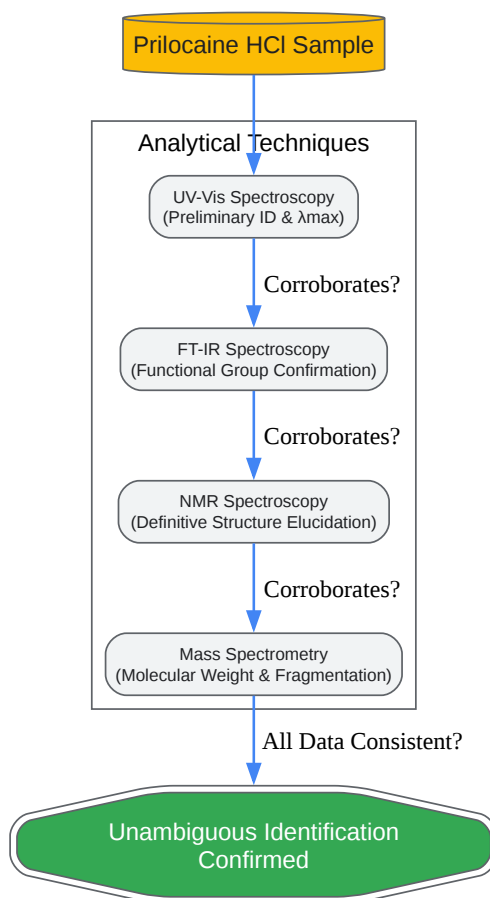 Prilocaine HCl Sample
Analytical Techniques
UV-Vis Spectroscopy
(Preliminary ID & λmax)
Corroborates?
FT-IR Spectroscopy
(Functional Group Confirmation)
Corroborates?
NMR Spectroscopy
(Definitive Structure Elucidation)
Corroborates?
Mass Spectrometry
(Molecular Weight & Fragmentation)
All Data Consistent?
Unambiguous Identification
Confirmed